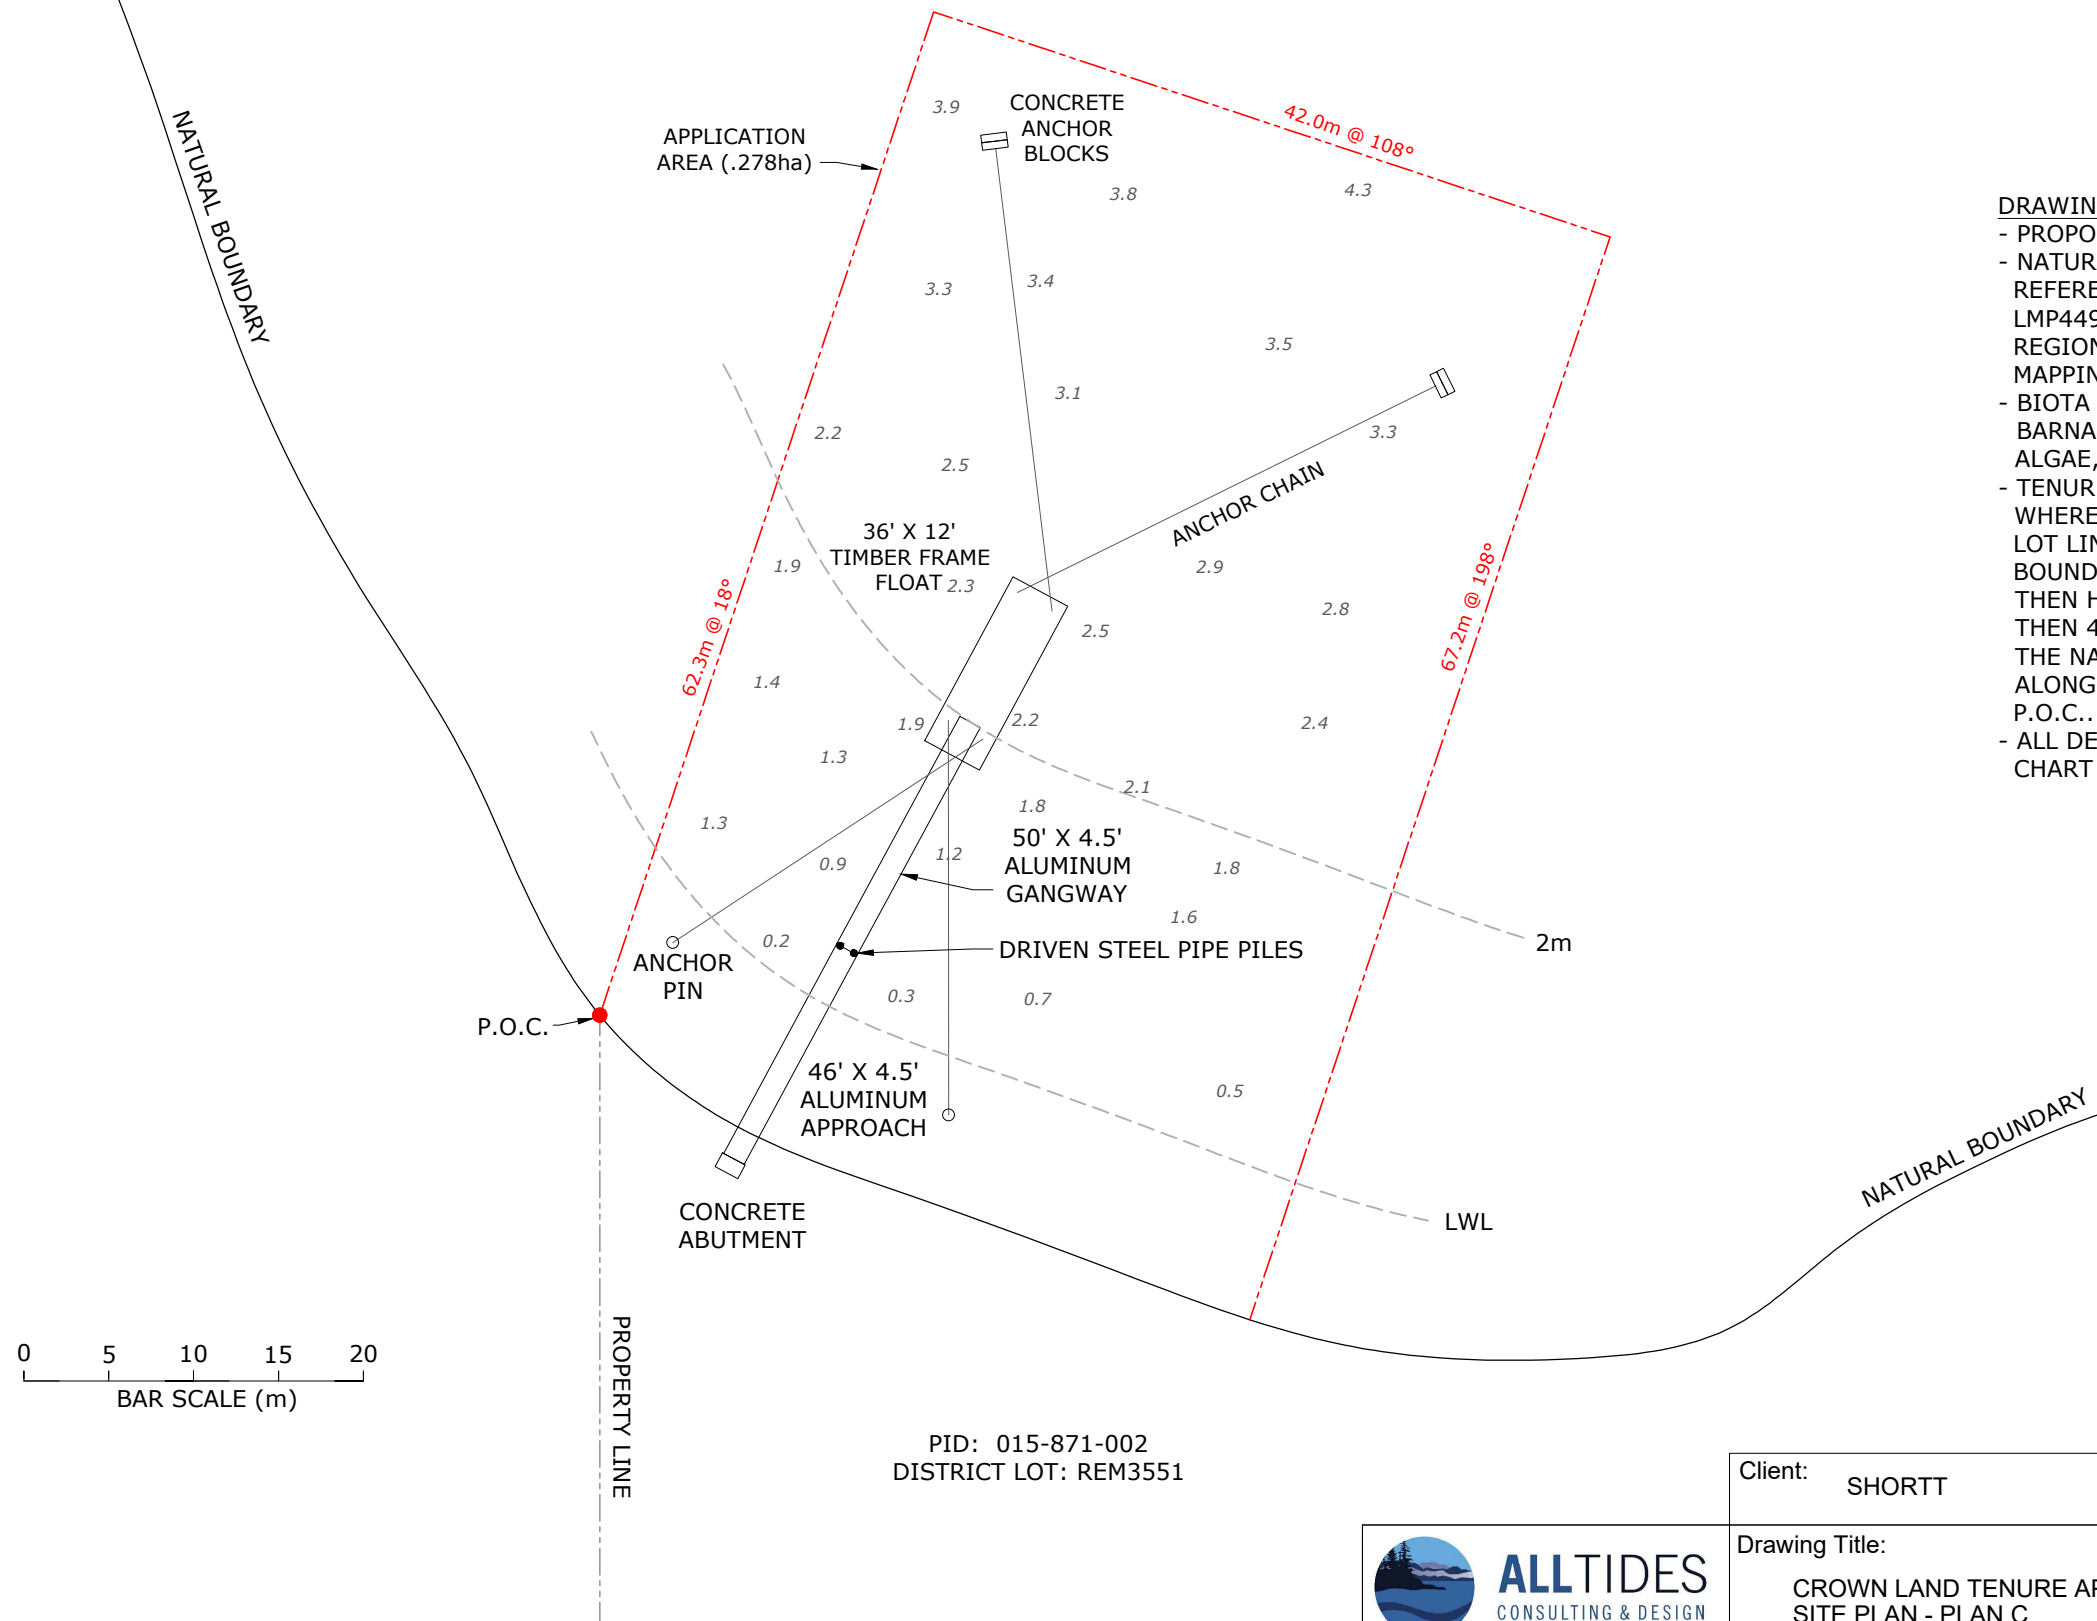 NATURAL BOUNDARY
APPLICATION
AREA (.278ha)
3.9
CONCRETE
ANCHOR
BLOCKS
42.0m @ 108°
3.8
4.3
3.3
3.4
3.5
3.1
2.2
2.5
3.3
ANCHOR CHAIN
36' X 12'
TIMBER FRAME
FLOAT
2.3
1.9
2.9
2.8
2.5
62.3m @ 18°
67.2m @ 198°
1.4
1.9
2.2
2.4
1.3
2.1
1.8
1.3
50' X 4.5'
ALUMINUM
GANGWAY
0.9
1.2
1.8
1.6
0.2
DRIVEN STEEL PIPE PILES
2m
ANCHOR
PIN
0.3
0.7
P.O.C.
46' X 4.5'
ALUMINUM
APPROACH
0.5
NATURAL BOUNDARY
CONCRETE
ABUTMENT
LWL
0 5 10 15 20
BAR SCALE (m)
PROPERTY LINE
PID: 015-871-002
DISTRICT LOT: REM3551
DRAWIN
- PROPO
- NATUR
REFERE
LMP449
REGION
MAPPIN
- BIOTA
BARNA
ALGAE,
- TENUR
WHERE
LOT LIN
BOUND
THEN H
THEN 4
THE NA
ALONG
P.O.C..
- ALL DE
CHART
Client:
SHORTT
Drawing Title:
CROWN LAND TENURE AP
SITE PLAN - PLAN C
ALLTIDES
CONSULTING & DESIGN